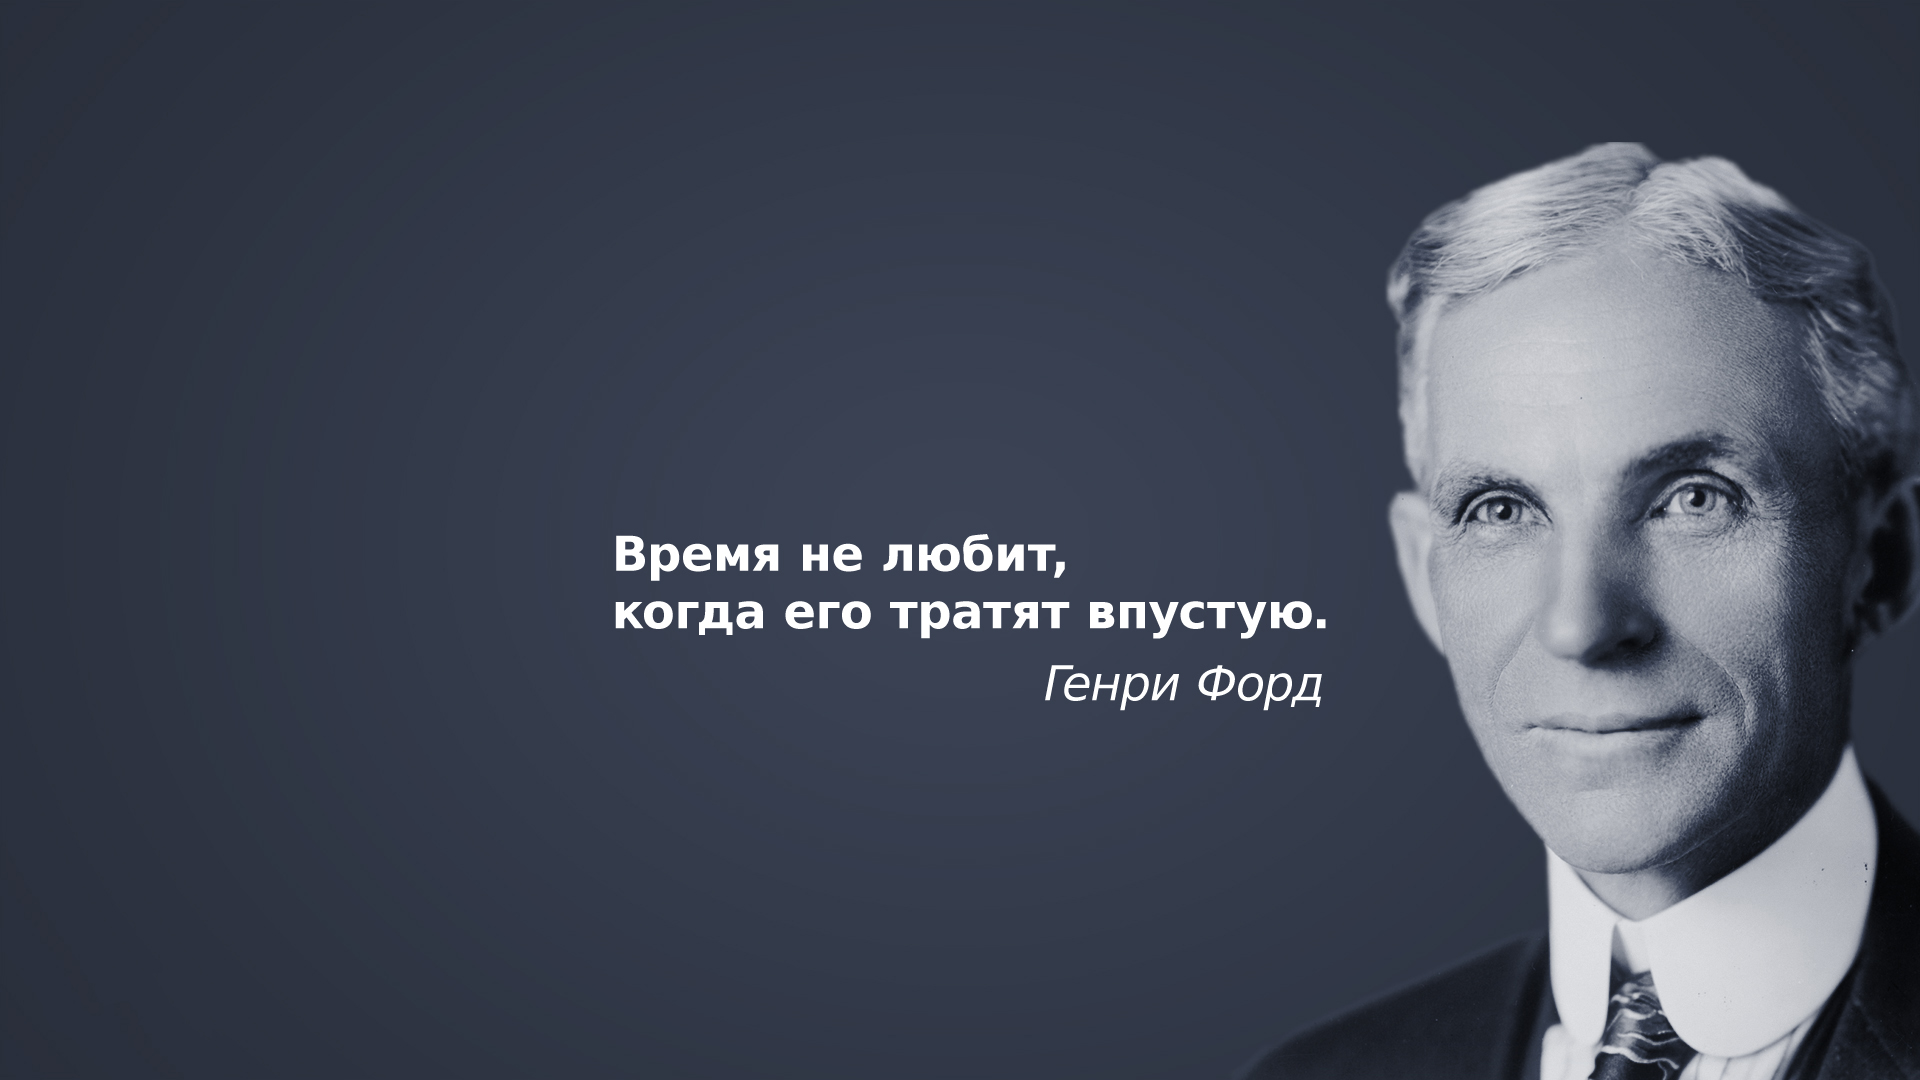 Время не любит,
когда его тратят впустую.
Генри Форд